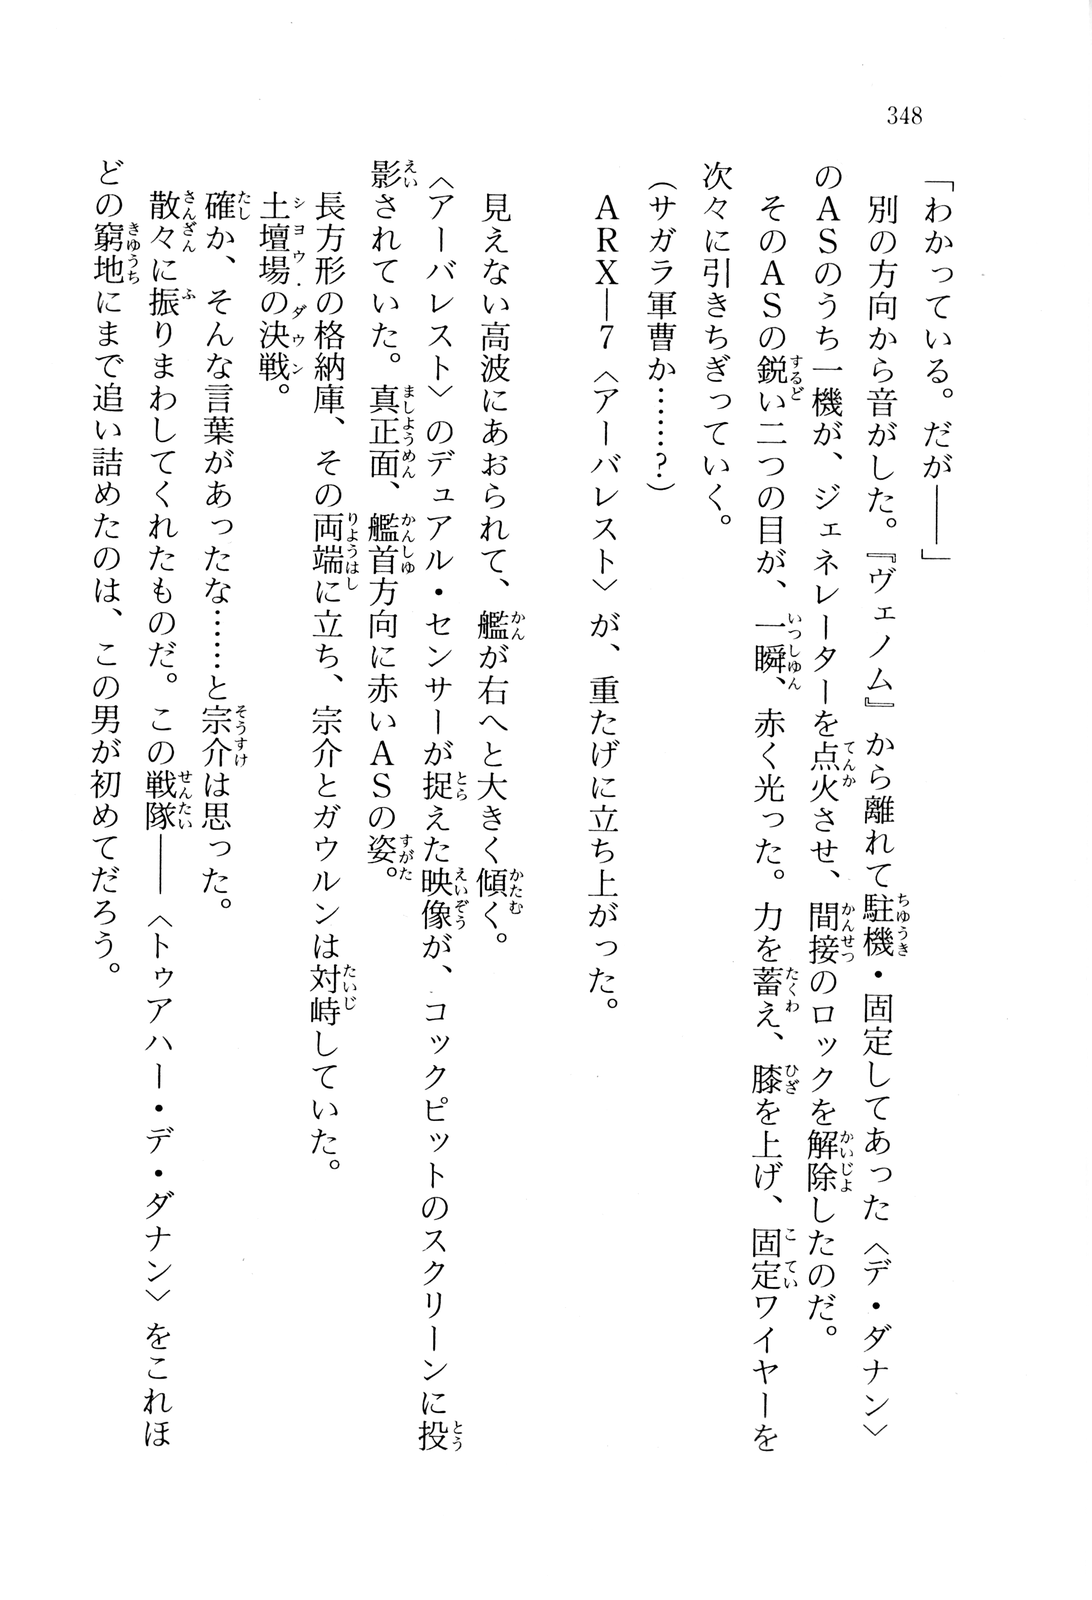 348
「わかっている。だが――」
別の方向から音がした。『ヴェノム』から離れて駐機・固定してあった〈デ・ダナン〉
のASのうち一機が、ジェネレーターを点火させ、間接のロックを解除したのだ。
そのASの鋭い二つの目が、一瞬、赤く光った。力を蓄え、膝を上げ、固定ワイヤーを
次々に引きちぎっていく。
（サガラ軍曹か……？）
ARX―7〈アーバレスト〉が、重たげに立ち上がった。
見えない高波にあおられて、艦が右へと大きく傾く。
〈アーバレスト〉のデュアル・センサーが捉えた映像が、コックピットのスクリーンに投
影されていた。真正面、艦首方向に赤いASの姿。
長方形の格納庫、その両端に立ち、宗介とガウルンは対峙していた。
土壇場の決戦。
確か、そんな言葉があったな……と宗介は思った。
散々に振りまわしてくれたものだ。この戦隊――〈トゥアハー・デ・ダナン〉をこれほ
どの窮地にまで追い詰めたのは、この男が初めてだろう。